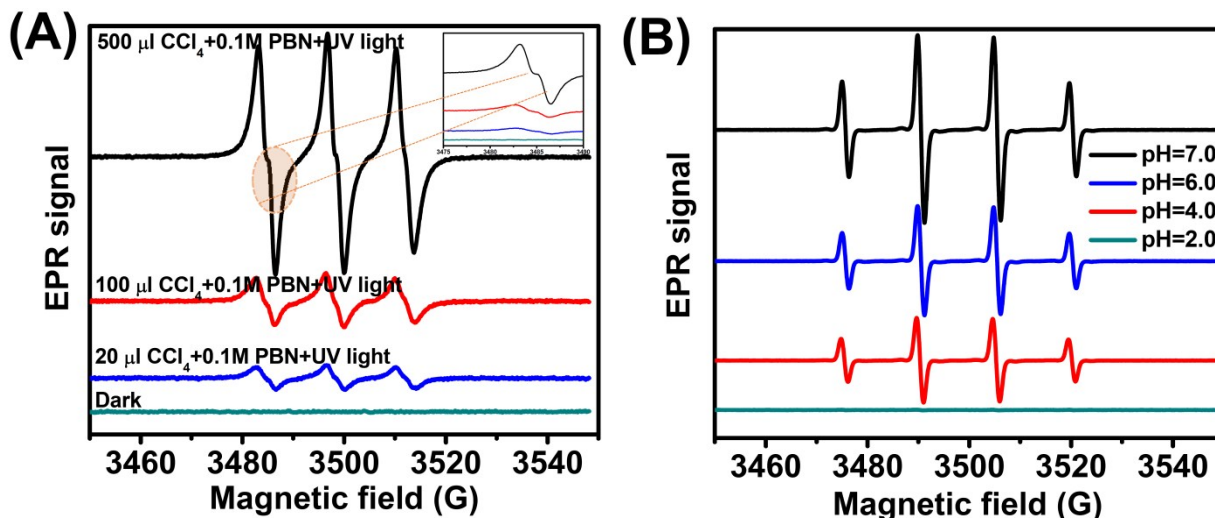 (A)
500 µl CCl₄+0.1M PBN+UV light
3475 3480 3485 3490
100 µl CCl₄+0.1M PBN+UV light
20 µl CCl₄+0.1M PBN+UV light
Dark
EPR signal
3460 3480 3500 3520 3540
Magnetic field (G)
(B)
pH=7.0
pH=6.0
pH=4.0
pH=2.0
EPR signal
3460 3480 3500 3520 3540
Magnetic field (G)